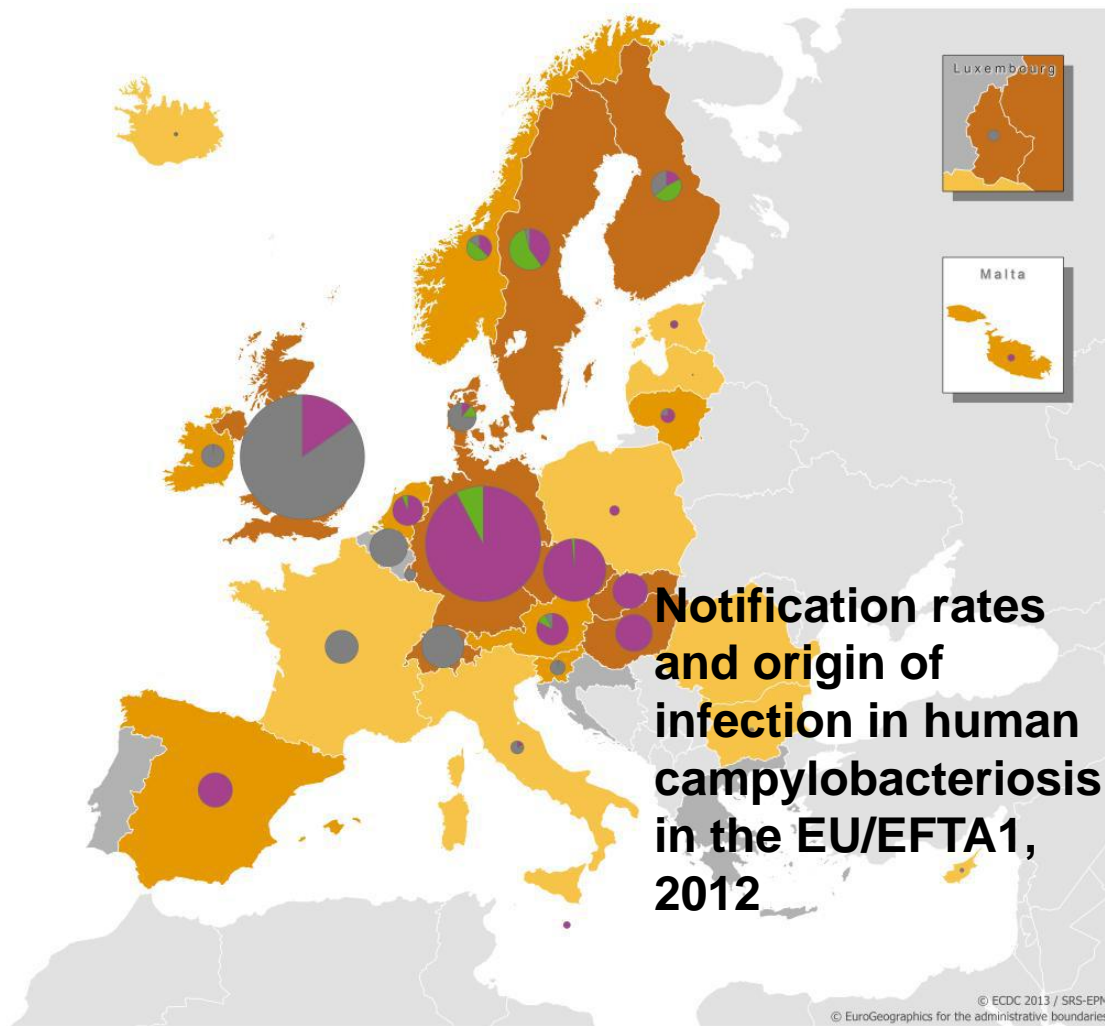 Luxembourg
Malta
Notification rates
and origin of
infection in human
campylobacteriosis
in the EU/EFTA1,
2012
© ECDC 2013 / SRS-EPM
© EuroGeographics for the administrative boundaries